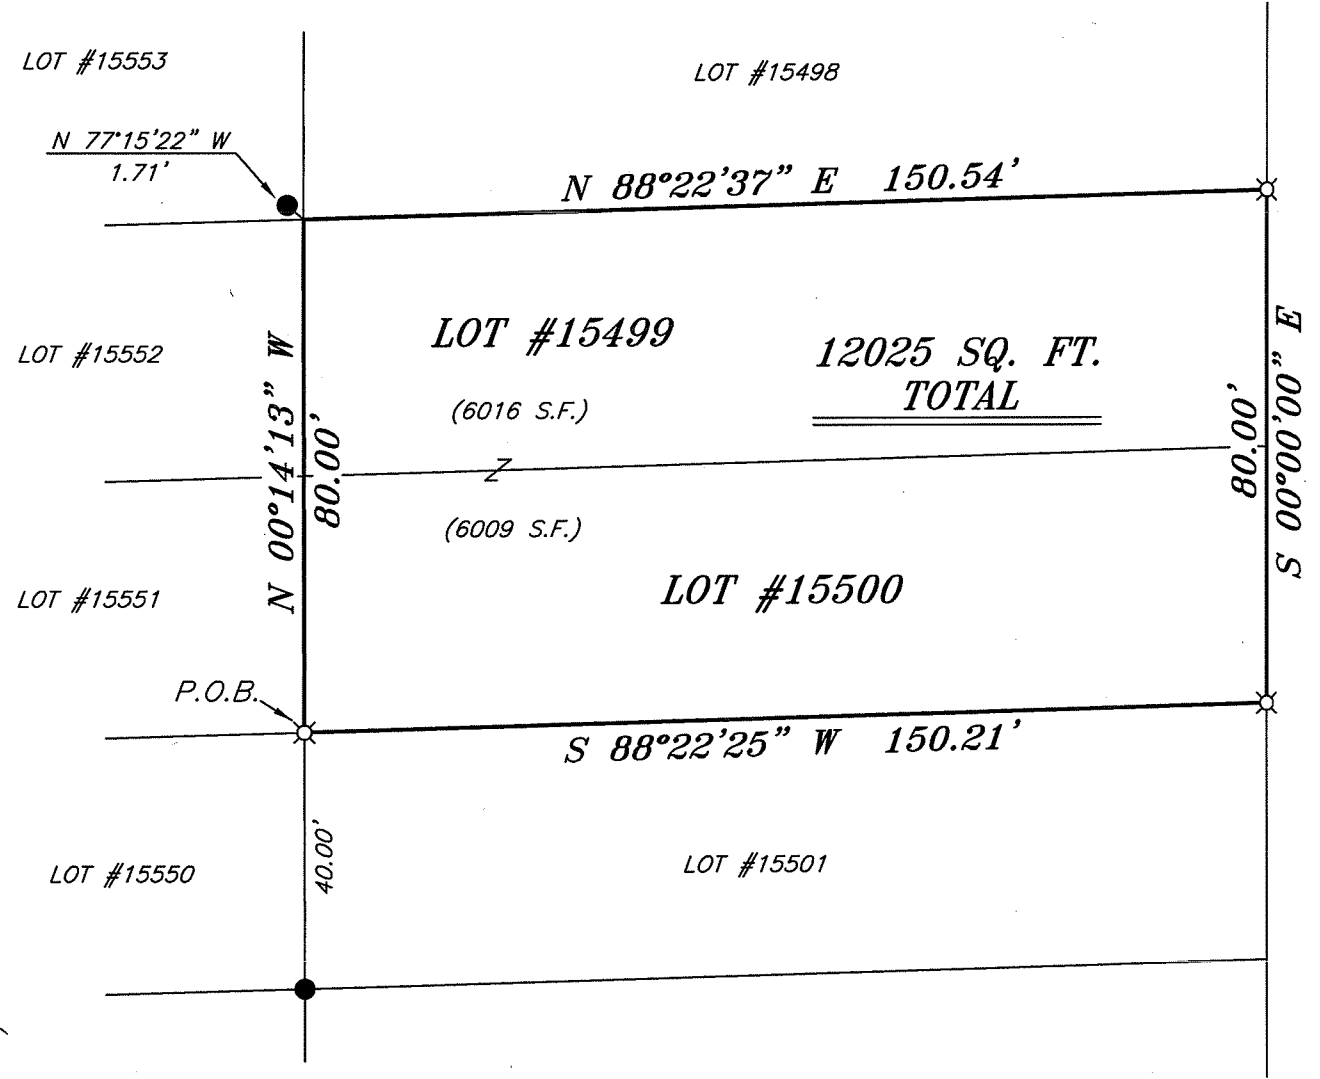 LOT #15553
LOT #15498
N 77°15'22" W
1.71'
N 88°22'37" E 150.54'
LOT #15499
12025 SQ. FT.
TOTAL
LOT #15552
(6016 S.F.)
N 00°14'13" W
80.00'
80.00'
S 00°00'00" E
Z
(6009 S.F.)
LOT #15500
LOT #15551
P.O.B.
S 88°22'25" W 150.21'
40.00'
LOT #15550
LOT #15501